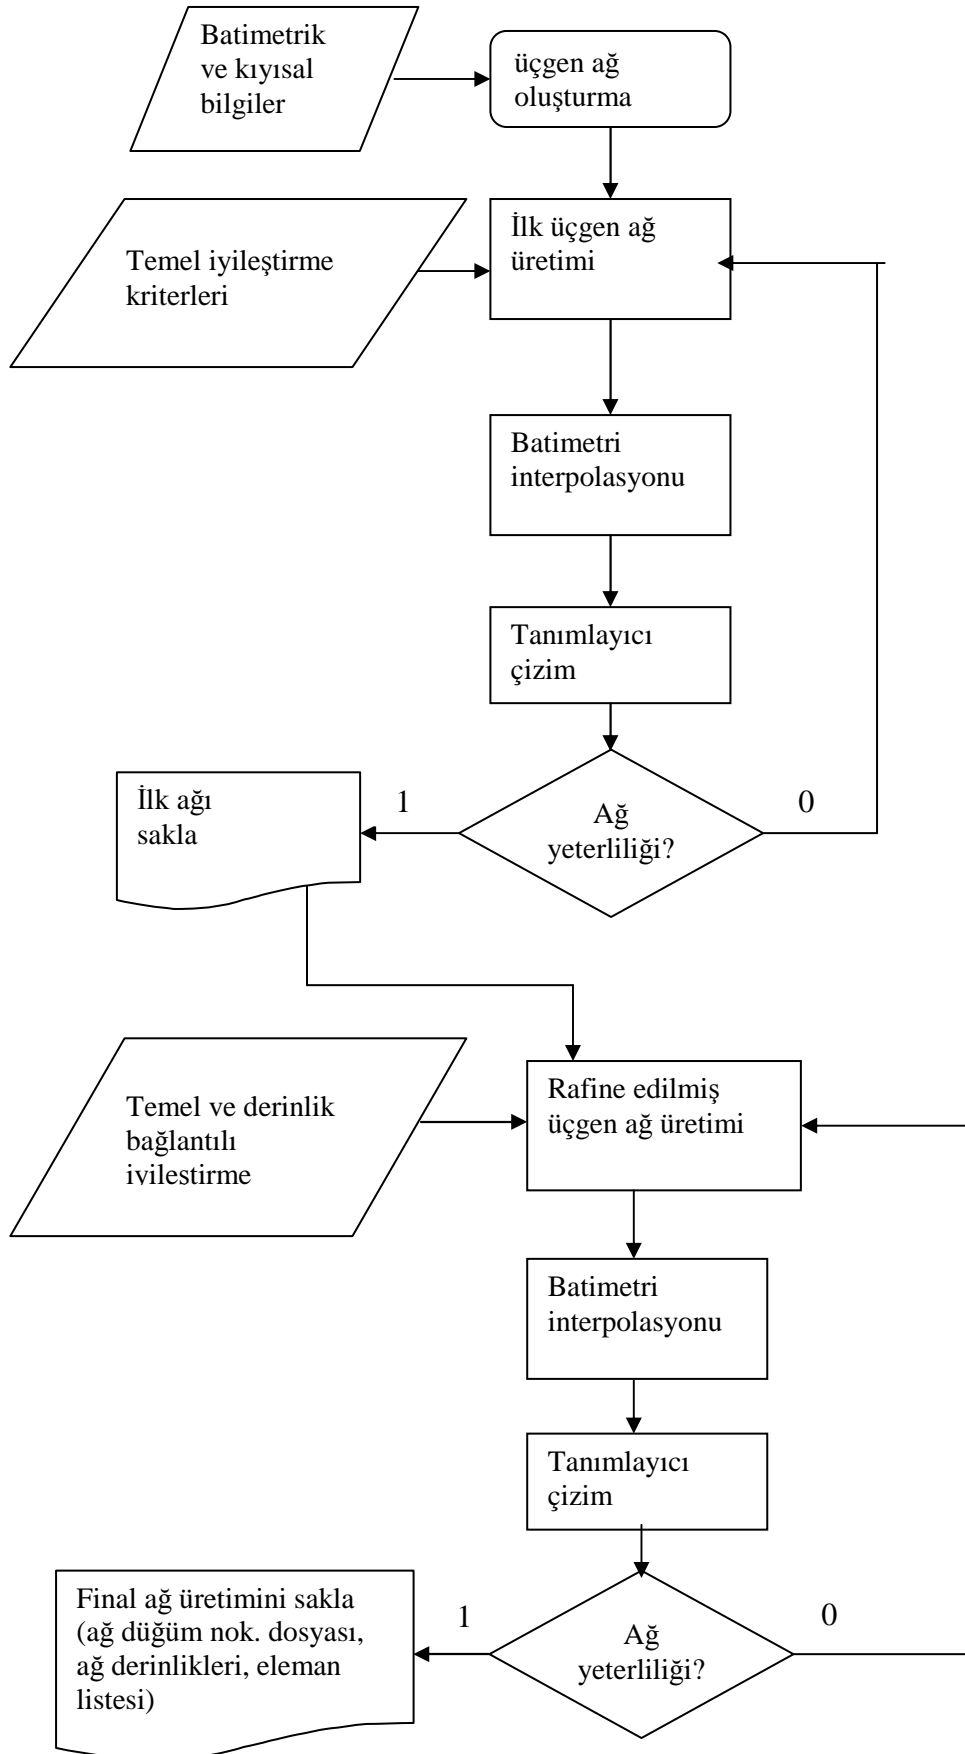 Batimetrik
ve kıyısal
bilgiler
üçgen ağ
oluşturma
İlk üçgen ağ
üretimi
Temel iyileştirme
kriterleri
Batimetri
interpolasyonu
Tanımlayıcı
çizim
İlk ağı
sakla
1
Ağ
yeterliliği?
0
Rafine edilmiş
üçgen ağ üretimi
Temel ve derinlik
bağlantılı
iyileştirme
Batimetri
interpolasyonu
Tanımlayıcı
çizim
Final ağ üretimini sakla
(ağ düğüm nok. dosyası,
ağ derinlikleri, eleman
listesi)
1
Ağ
yeterliliği?
0